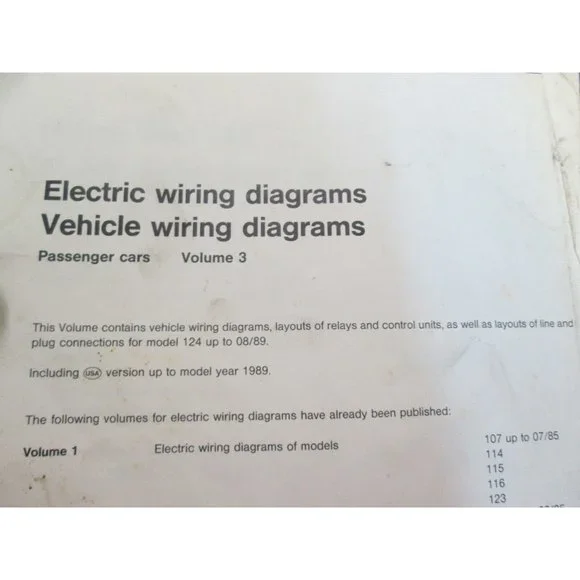 Electric wiring diagrams
Vehicle wiring diagrams
Passenger cars Volume 3
This Volume contains vehicle wiring diagrams, layouts of relays and control units, as well as layouts of line and
plug connections for model 124 up to 08/89.
Including USA version up to model year 1989.
The following volumes for electric wiring diagrams have already been published:
Volume 1 Electric wiring diagrams of models 107 up to 07/85
114
115
116
123